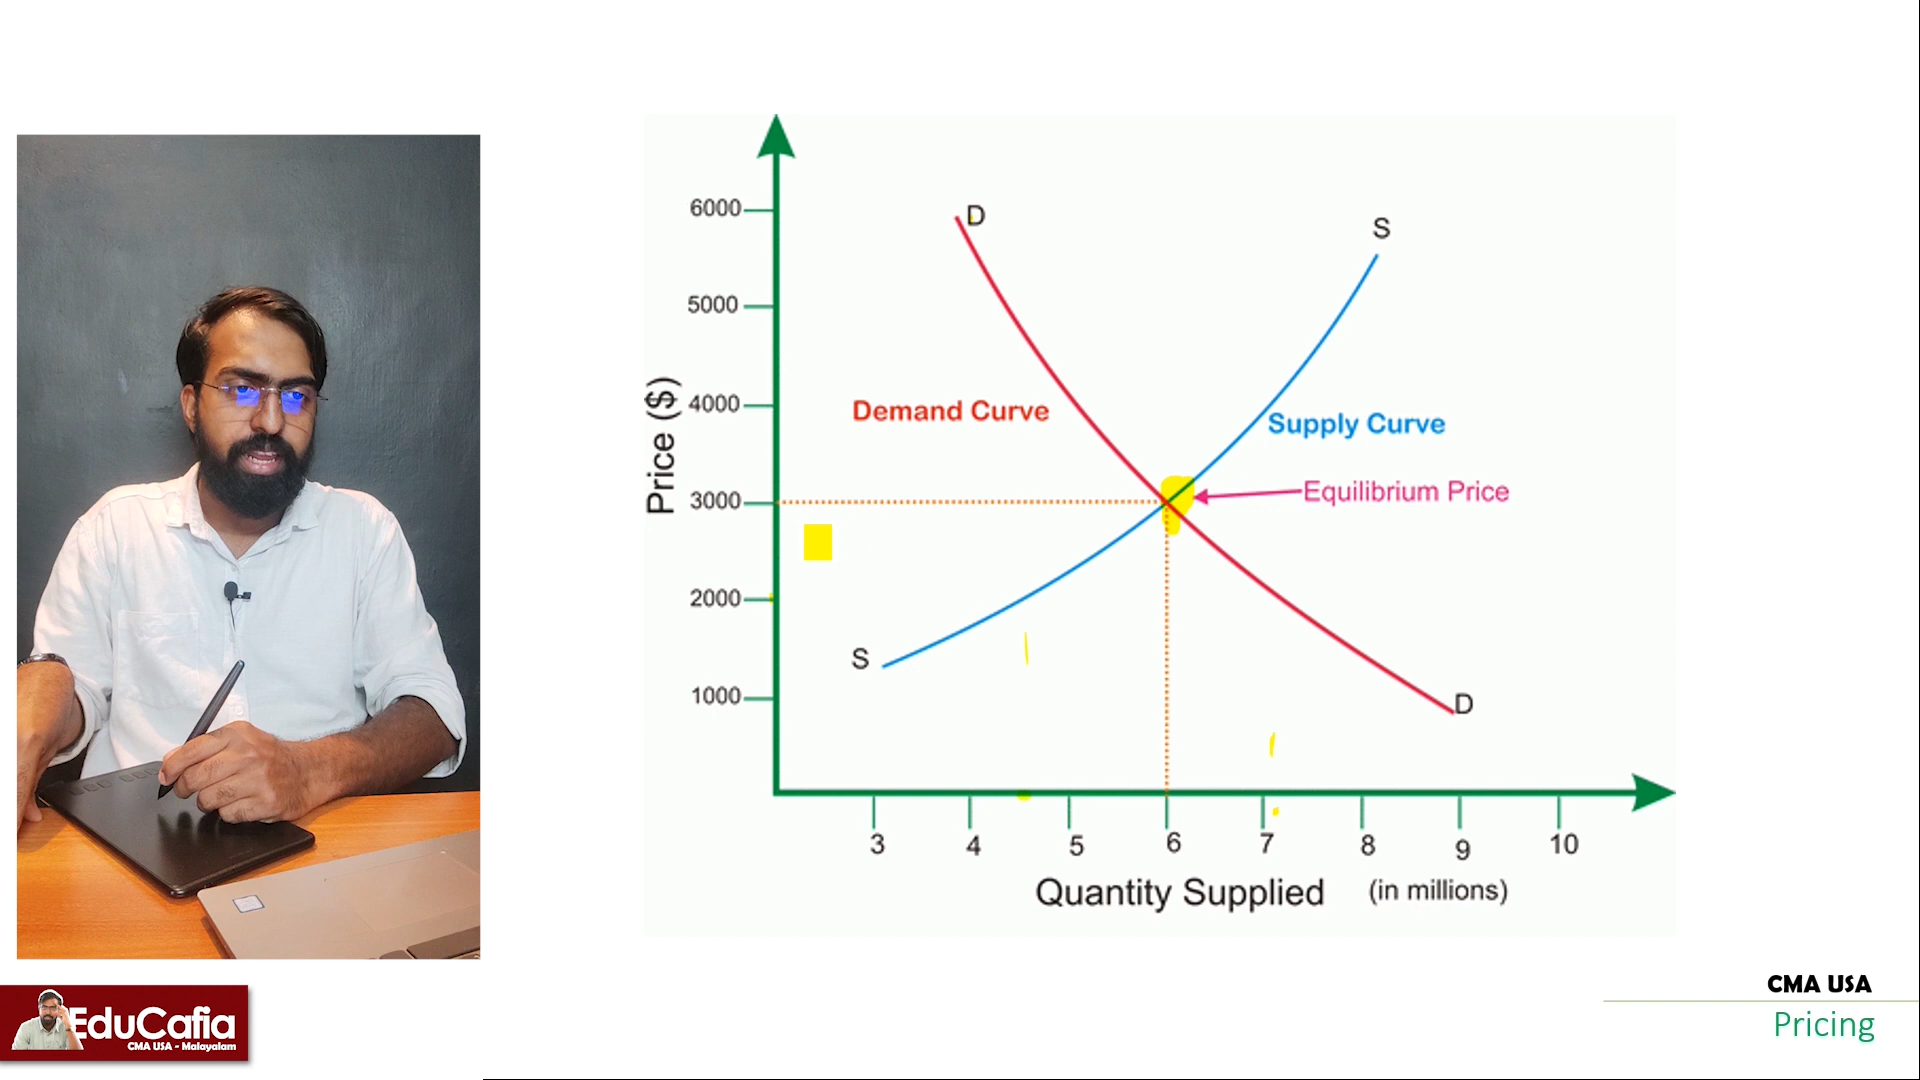 6000
5000
4000
3000
2000
1000
Price ($)
D
S
Demand Curve
Supply Curve
Equilibrium Price
S
D
3 4 5 6 7 8 9 10
Quantity Supplied (in millions)
EduCafia
CMA USA - Malayalam
CMA USA
Pricing